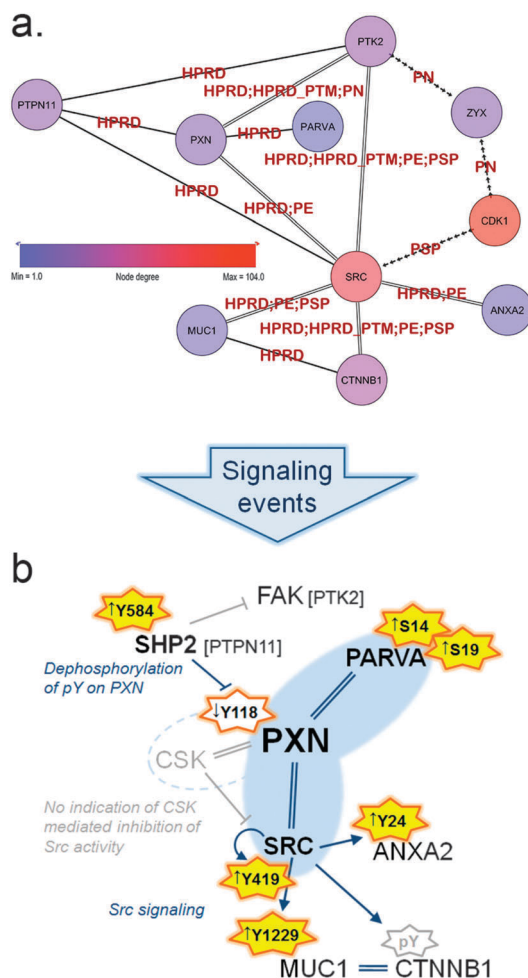 a.
PTK2
HPRD
PN
PTPN11
HPRD;HPRD_PTM;PN
ZYX
HPRD
PXN
HPRD
PARVA
HPRD;HPRD_PTM;PE;PSP
PN
HPRD
HPRD;PE
CDK1
PSP
Min = 1.0
Node degree
Max = 104.0
SRC
HPRD;PE;PSP
HPRD;PE
MUC1
HPRD;HPRD_PTM;PE;PSP
ANXA2
HPRD
CTNNB1
Signaling
events
b
↑Y584
FAK [PTK2]
SHP2 [PTPN11]
↑S14
↑S19
PARVA
Dephosphorylation
of pY on PXN
↓Y118
PXN
CSK
No indication of CSK
mediated inhibition of
Src activity
↑Y24
SRC
ANXA2
↑Y419
Src signaling
↑Y1229
pY
MUC1
CTNNB1